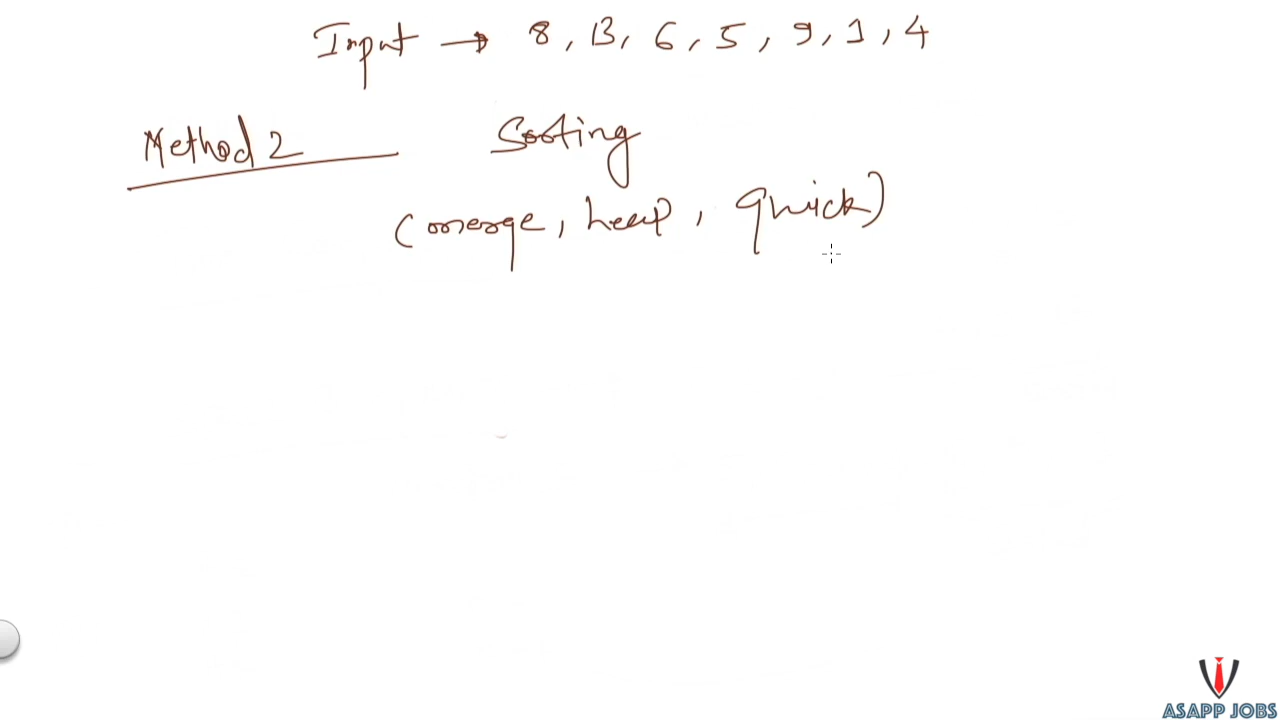 Input → 8, 13, 6, 5, 9, 1, 4
Method 2 Sorting
(merge, heap, quick)
ASAPP JOBS